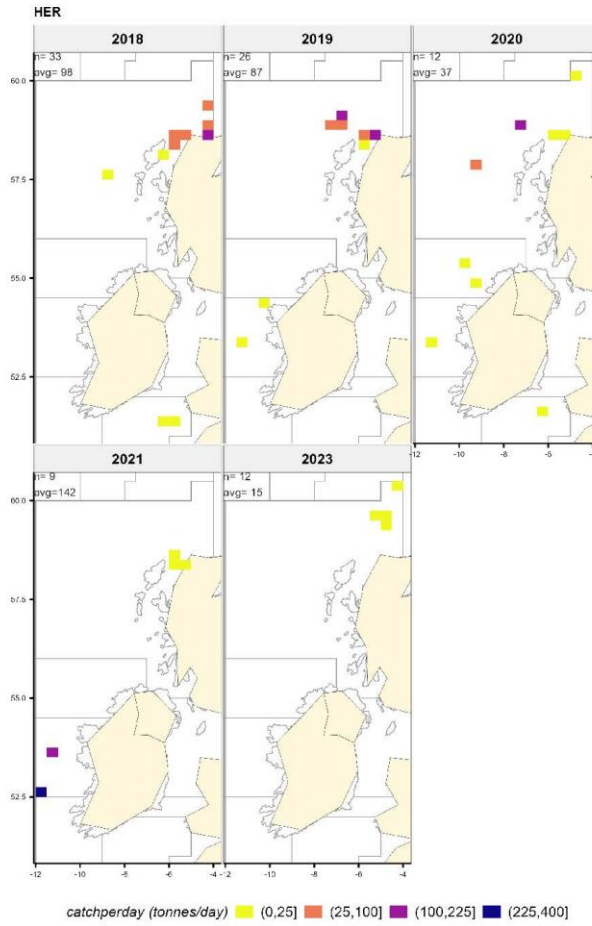 HER
2018
2019
2020
n= 33
avg= 98
n= 26
avg= 87
n= 12
avg= 37
60.0
57.5
55.0
52.5
-12 -10 -8 -6 -4
2021
2023
n= 9
avg=142
n= 12
avg= 15
60.0
57.5
55.0
52.5
-12 -10 -8 -6 -4
-12 -10 -8 -6 -4
catchperday (tonnes/day) (0,25] (25,100] (100,225] (225,400]